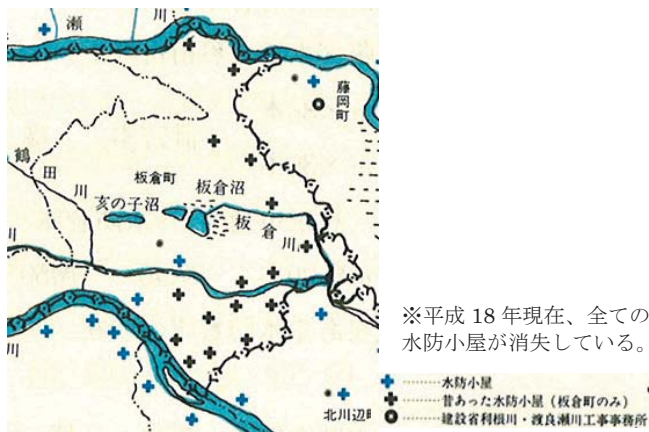 瀬
川
藤岡町
鶴
田
川
板倉町
板倉沼
亥の子沼
板
倉
川
川
川
北川辺町
※平成 18 年現在、全ての
水防小屋が消失している。
水防小屋
昔あった水防小屋（板倉町のみ）
建設省利根川・渡良瀬川工事事務所